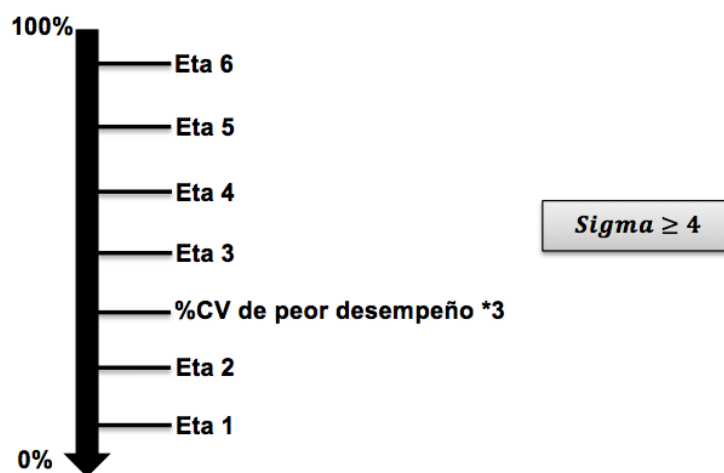 100%
Eta 6
Eta 5
Eta 4
Sigma ≥ 4
Eta 3
%CV de peor desempeño *3
Eta 2
Eta 1
0%